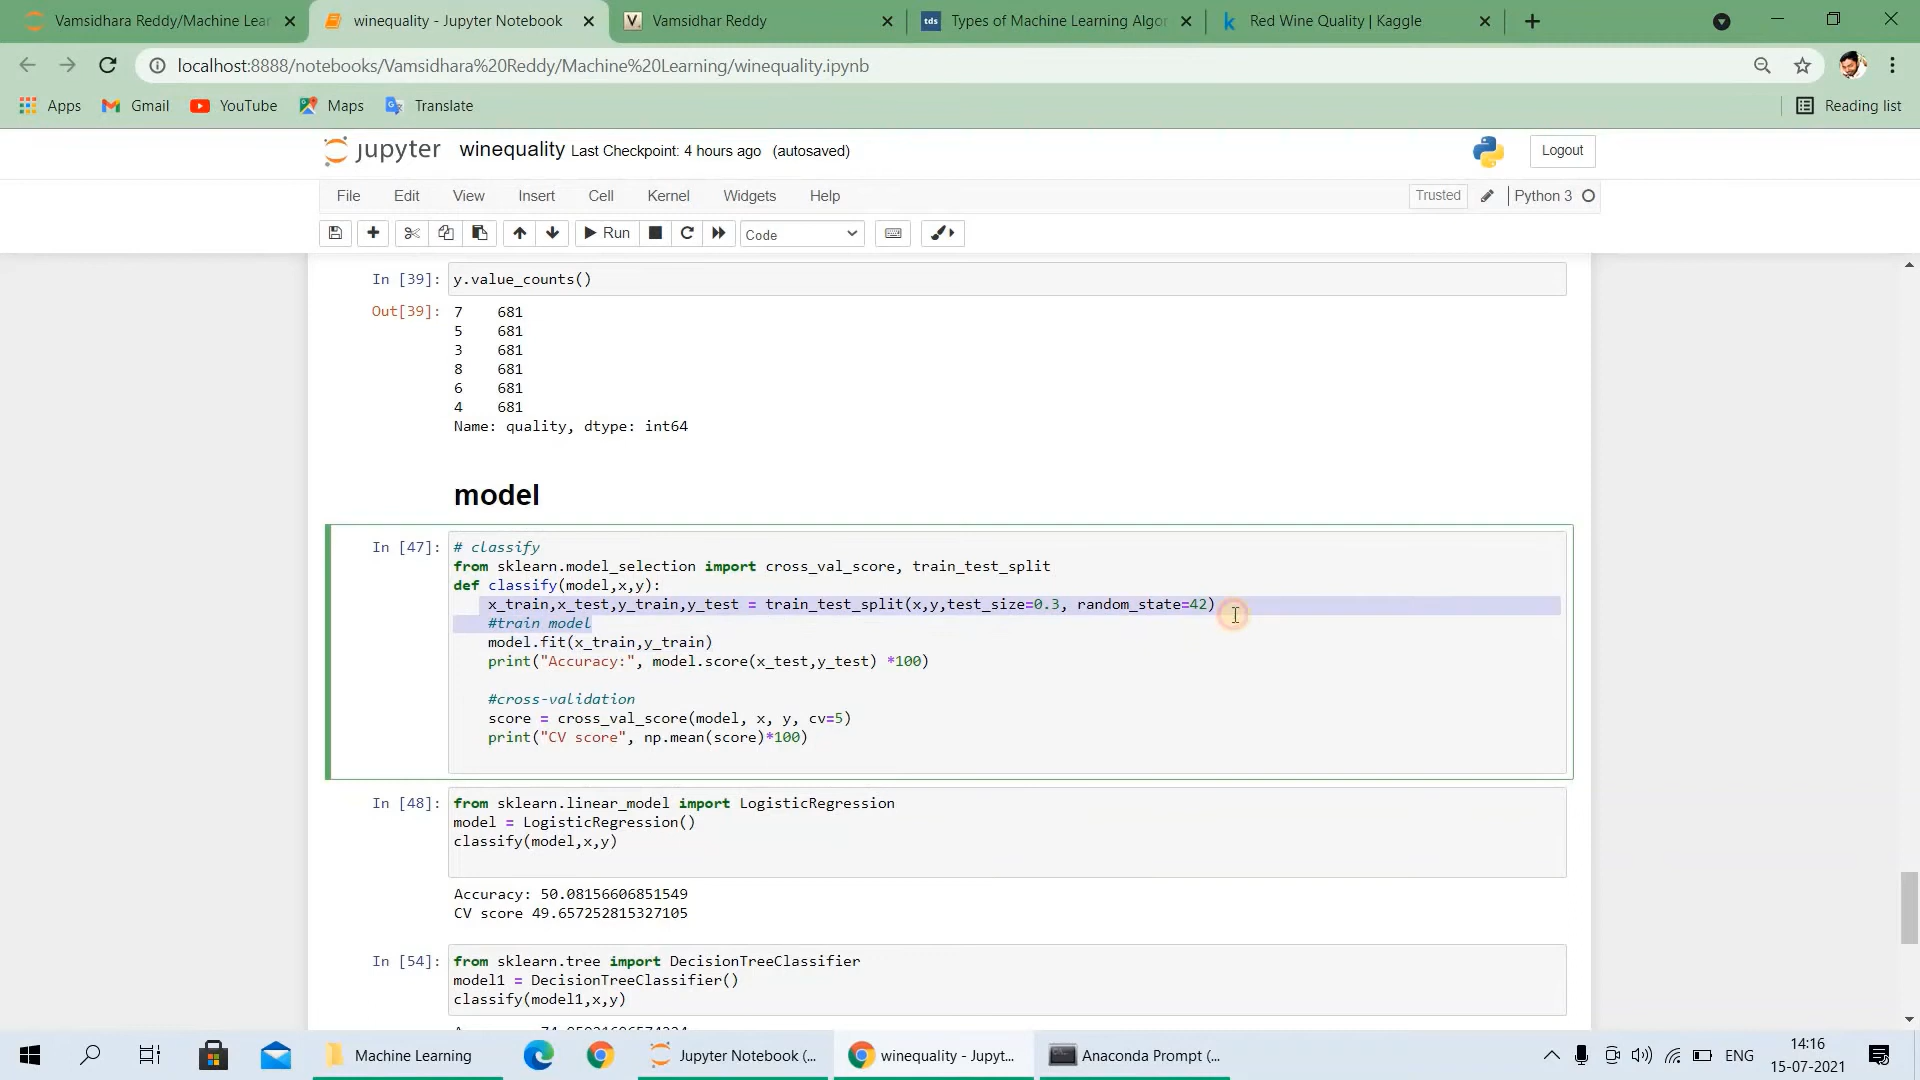 Vamsidhara Reddy/Machine Lear
winequality - Jupyter Notebook
Vamsidhar Reddy
tds
Types of Machine Learning Algor
Red Wine Quality | Kaggle
localhost:8888/notebooks/Vamsidhara%20Reddy/Machine%20Learning/winequality.ipynb
Apps
Gmail
YouTube
Maps
Translate
Reading list
jupyter
winequality Last Checkpoint: 4 hours ago (autosaved)
Logout
File
Edit
View
Insert
Cell
Kernel
Widgets
Help
Trusted
Python 3
Run
Code
In [39]: y.value_counts()
Out[39]: 7 681
5 681
3 681
8 681
6 681
4 681
Name: quality, dtype: int64
model
In [47]: # classify
from sklearn.model_selection import cross_val_score, train_test_split
def classify(model,x,y):
x_train,x_test,y_train,y_test = train_test_split(x,y,test_size=0.3, random_state=42)
#train model
model.fit(x_train,y_train)
print("Accuracy:", model.score(x_test,y_test) *100)
#cross-validation
score = cross_val_score(model, x, y, cv=5)
print("CV score", np.mean(score)*100)
In [48]: from sklearn.linear_model import LogisticRegression
model = LogisticRegression()
classify(model,x,y)
Accuracy: 50.08156606851549
CV score 49.657252815327105
In [54]: from sklearn.tree import DecisionTreeClassifier
model1 = DecisionTreeClassifier()
classify(model1,x,y)
Machine Learning
Jupyter Notebook (...
winequality - Jupyt...
Anaconda Prompt (...
ENG
14:16
15-07-2021